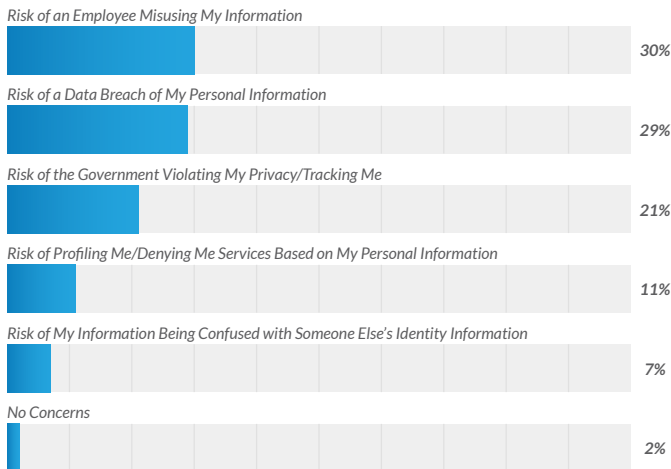 Risk of an Employee Misusing My Information
30%
Risk of a Data Breach of My Personal Information
29%
Risk of the Government Violating My Privacy/Tracking Me
21%
Risk of Profiling Me/Denying Me Services Based on My Personal Information
11%
Risk of My Information Being Confused with Someone Else’s Identity Information
7%
No Concerns
2%